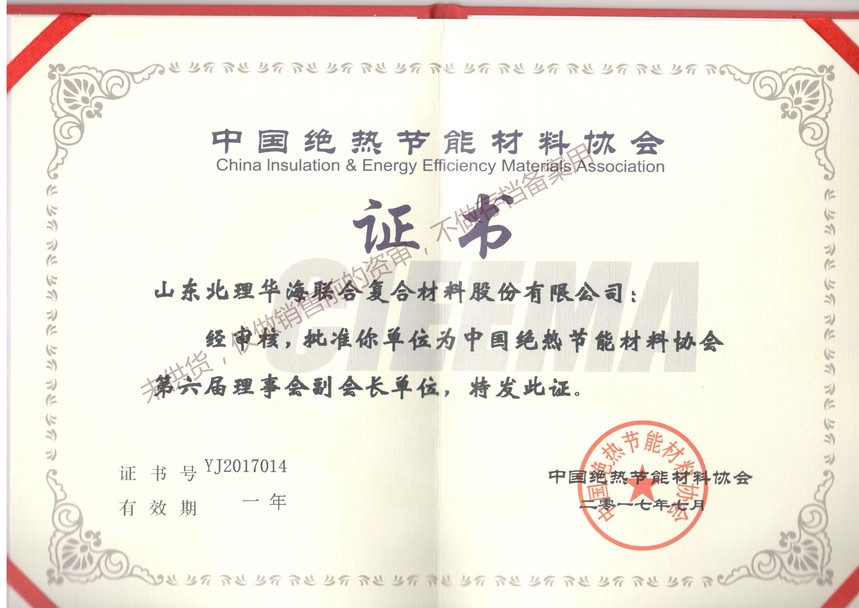 中国绝热节能材料协会
China Insulation & Energy Efficiency Materials Association
证书
山东北理华海联合复合材料股份有限公司:
经审核,批准你单位为中国绝热节能材料协会
第六届理事会副会长单位,特发此证。
CIEEMA
未供货,仅做销售前的资审,不做存档备案用
证书号 YJ2017014
有效期 一年
中国绝热节能材料协会
二零一七年七月
中国绝热节能材料协会